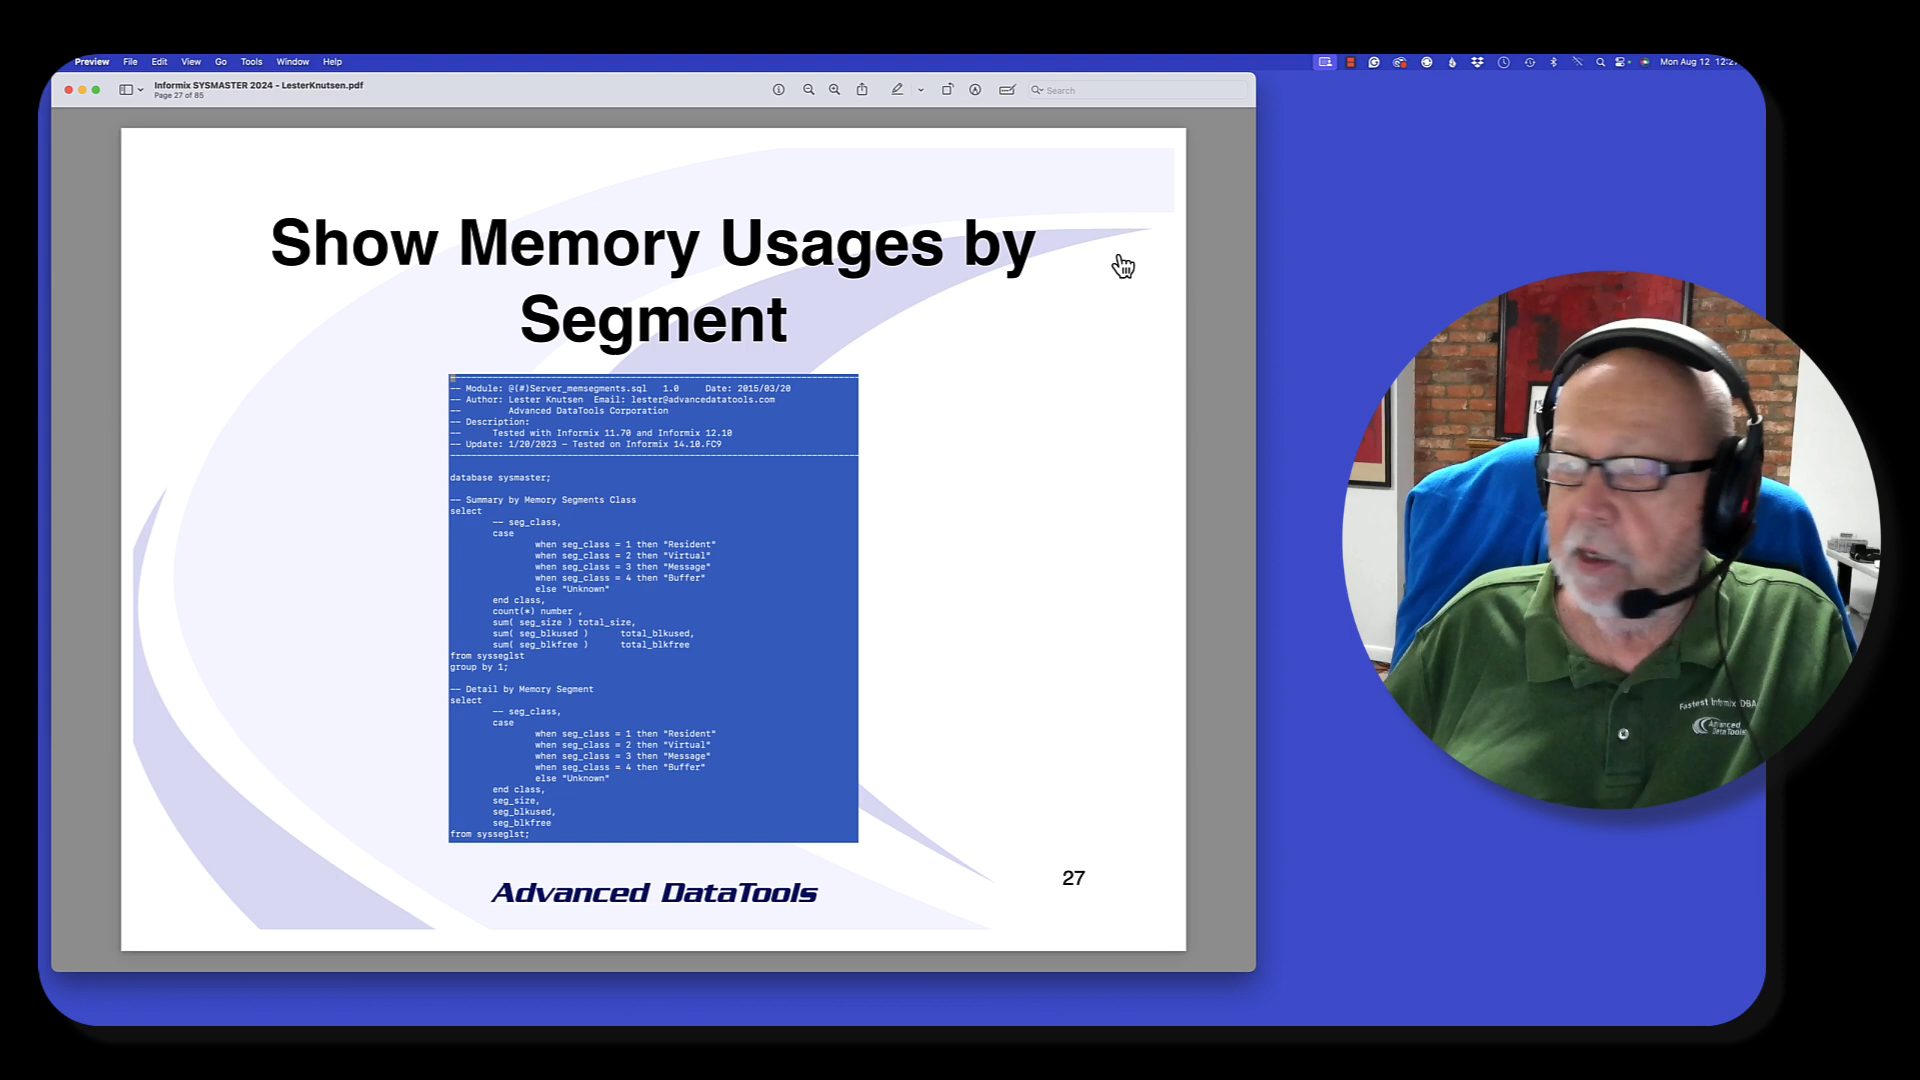 Preview File Edit View Go Tools Window Help
Mon Aug 12
Informix SYSMASTER 2024 - LesterKnutsen.pdf
Page 27 of 85
Search
Show Memory Usages by
Segment
-- Module: @(#)Server_memsegments.sql 1.0 Date: 2015/03/20
-- Author: Lester Knutsen Email: lester@advancedatatools.com
-- Advanced DataTools Corporation
-- Description:
-- Tested with Informix 11.70 and Informix 12.10
-- Update: 1/20/2023 - Tested on Informix 14.10.FC9
database sysmaster;
-- Summary by Memory Segments Class
select
-- seg_class,
case
when seg_class = 1 then "Resident"
when seg_class = 2 then "Virtual"
when seg_class = 3 then "Message"
when seg_class = 4 then "Buffer"
else "Unknown"
end class,
count(*) number ,
sum( seg_size ) total_size,
sum( seg_blkused ) total_blkused,
sum( seg_blkfree ) total_blkfree
from sysseglst
group by 1;
-- Detail by Memory Segment
select
-- seg_class,
case
when seg_class = 1 then "Resident"
when seg_class = 2 then "Virtual"
when seg_class = 3 then "Message"
when seg_class = 4 then "Buffer"
else "Unknown"
end class,
seg_size,
seg_blkused,
seg_blkfree
from sysseglst;
Advanced DataTools
27
Fastest Informix DBA
Advanced
DataTools